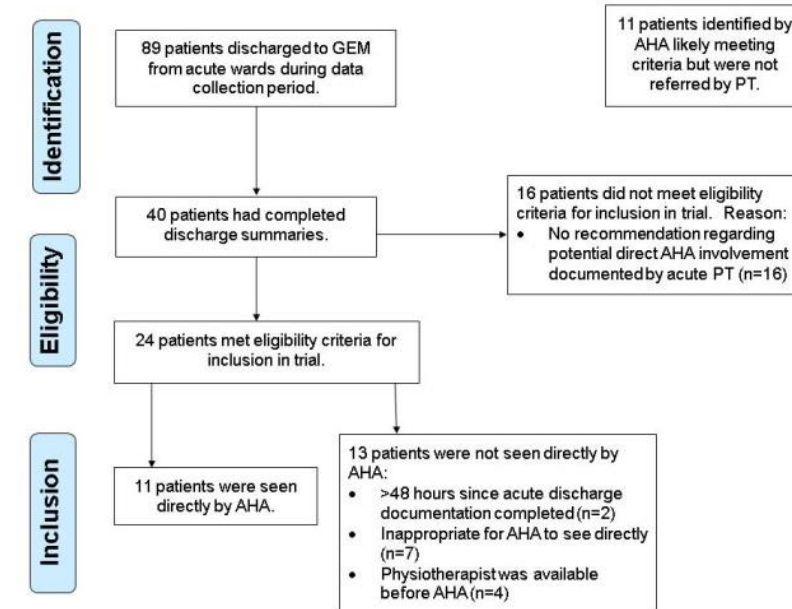 Identification
89 patients discharged to GEM
from acute wards during data
collection period.
11 patients identified by
AHA likely meeting
criteria but were not
referred by PT.
Eligibility
40 patients had completed
discharge summaries.
16 patients did not meet eligibility
criteria for inclusion in trial. Reason:
• No recommendation regarding
potential direct AHA involvement
documented by acute PT (n=16)
24 patients met eligibility criteria for
inclusion in trial.
Inclusion
11 patients were seen
directly by AHA.
13 patients were not seen directly by
AHA:
• >48 hours since acute discharge
documentation completed (n=2)
• Inappropriate for AHA to see directly
(n=7)
• Physiotherapist was available
before AHA (n=4)